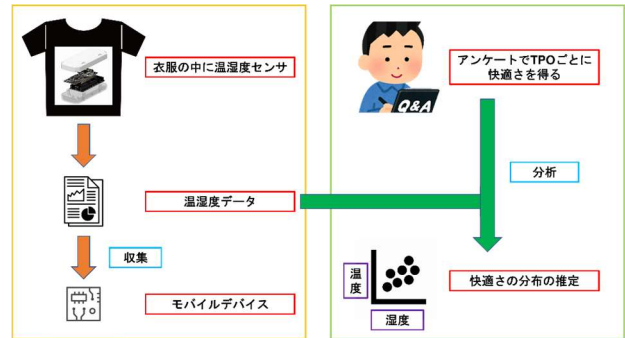 衣服の中に温湿度センサ
温湿度データ
収集
モバイルデバイス
アンケートでTPOごとに
快適さを得る
Q&A
分析
温
度
湿度
快適さの分布の推定